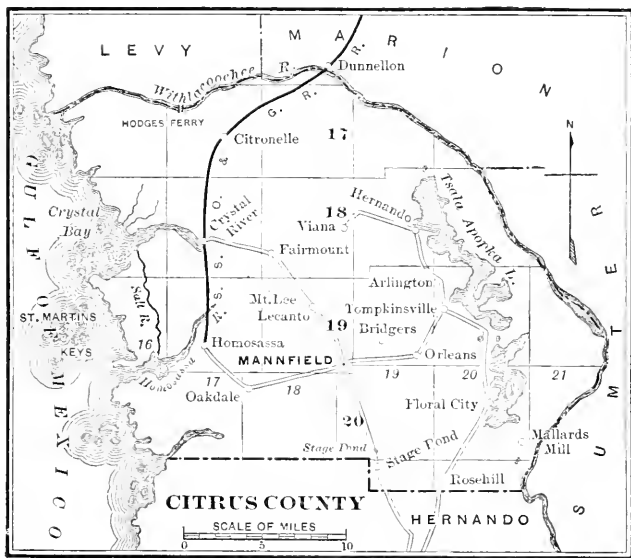 LEVY
MARION
Withlacoochee R.
Dunnellon
HODGES FERRY
S. S. O. & G. R. R.
Citronelle
17
N
GULF OF MEXICO
Crystal Bay
Crystal River
18
Hernando
Viana
Tsala Apopka L.
Fairmount
SUMTER
Salt R.
Arlington
ST. MARTINS KEYS
16
Mt. Lee
Lecanto
Tompkinsville
19
Bridgers
Homosassa
Homosassa
MANNFIELD
Orleans
17
18
19
20
21
Oakdale
Floral City
20
Stage Pond
Stage Pond
Mallards Mill
Rosehill
CITRUS COUNTY
SCALE OF MILES
0 5 10
HERNANDO